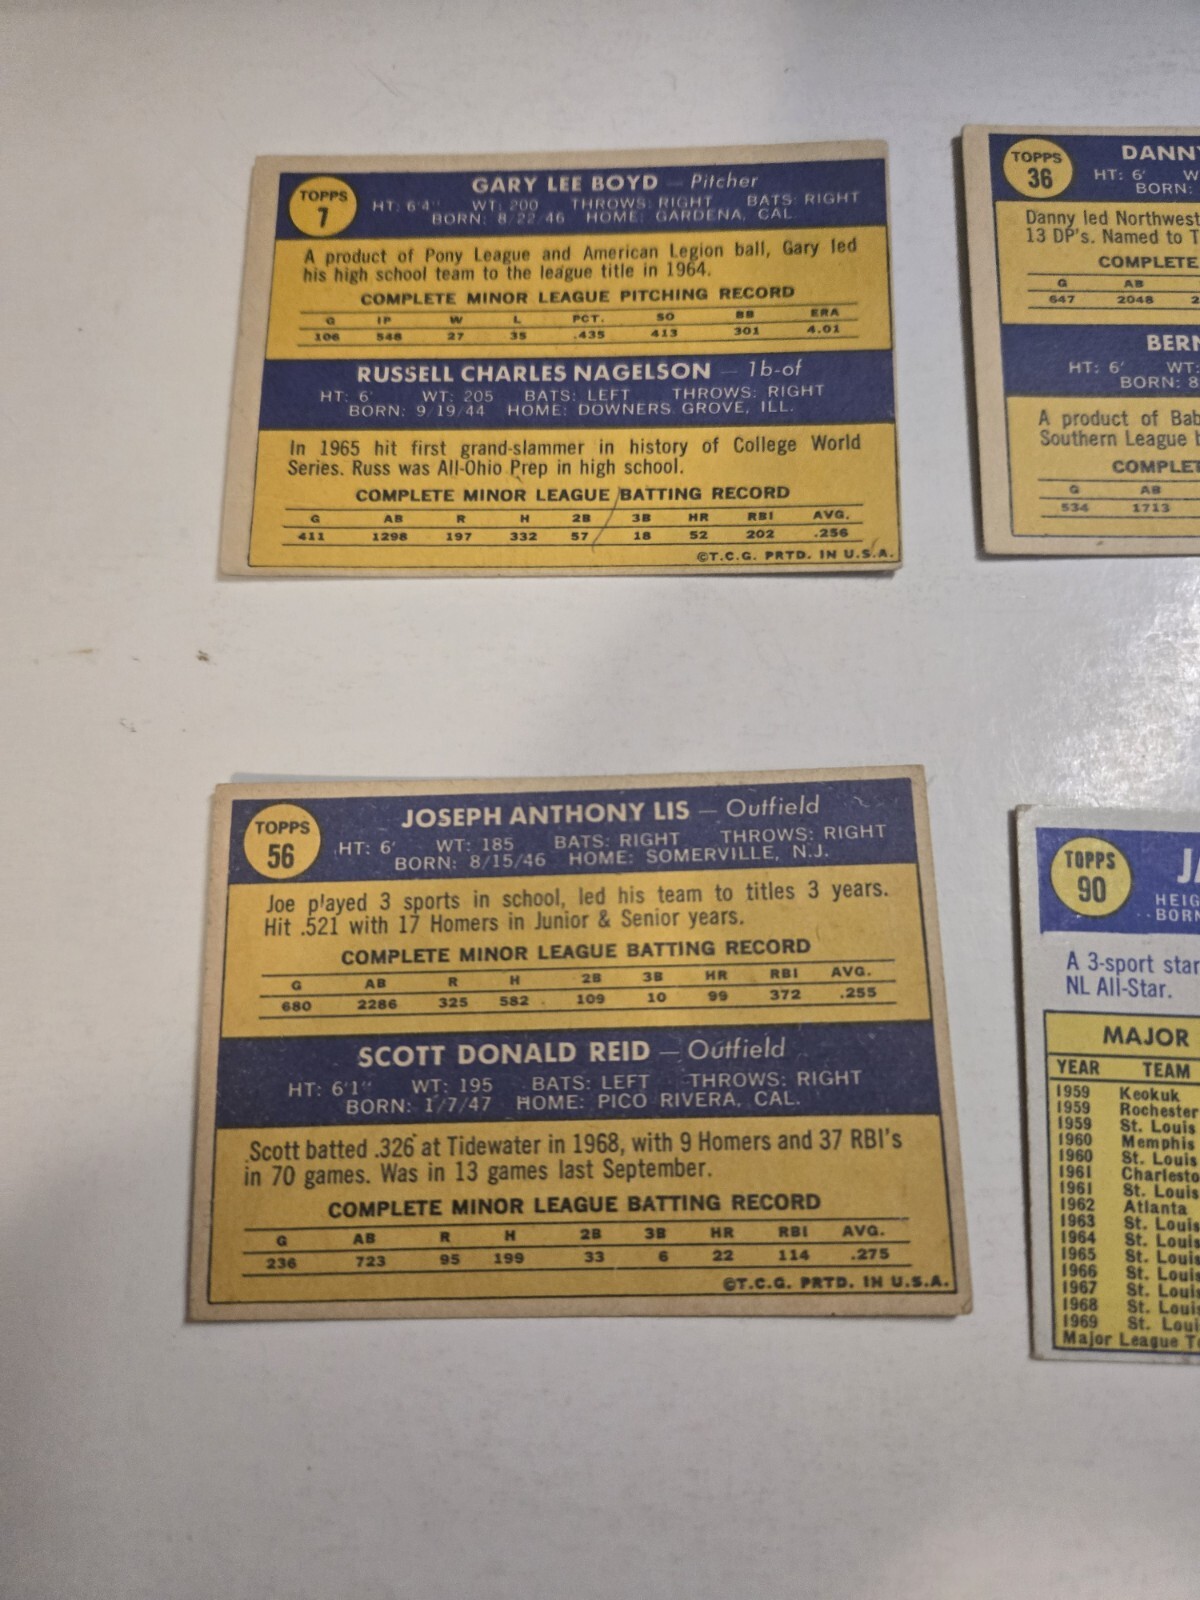 TOPPS
7
GARY LEE BOYD — Pitcher
HT: 6'4" WT: 200 THROWS: RIGHT BATS: RIGHT
BORN: 8/22/46 HOME: GARDENA, CAL.
A product of Pony League and American Legion ball, Gary led
his high school team to the league title in 1964.
COMPLETE MINOR LEAGUE PITCHING RECORD
G IP W L PCT. SO BB ERA
106 548 27 35 .435 413 301 4.01
RUSSELL CHARLES NAGELSON — 1b-of
HT: 6' WT: 205 BATS: LEFT THROWS: RIGHT
BORN: 9/19/44 HOME: DOWNERS GROVE, ILL.
In 1965 hit first grand-slammer in history of College World
Series. Russ was All-Ohio Prep in high school.
COMPLETE MINOR LEAGUE BATTING RECORD
G AB R H 2B 3B HR RBI AVG.
411 1298 197 332 57 18 52 202 .256
©T.C.G. PRTD. IN U.S.A.
TOPPS
36
DANNY
HT: 6' W
BORN:
Danny led Northwest
13 DP's. Named to T
COMPLETE
G AB
647 2048 2
BERN
HT: 6' WT:
BORN: 8
A product of Bab
Southern League b
COMPLET
G AB
534 1713
TOPPS
56
JOSEPH ANTHONY LIS — Outfield
HT: 6' WT: 185 BATS: RIGHT THROWS: RIGHT
BORN: 8/15/46 HOME: SOMERVILLE, N.J.
Joe played 3 sports in school, led his team to titles 3 years.
Hit .521 with 17 Homers in Junior & Senior years.
COMPLETE MINOR LEAGUE BATTING RECORD
G AB R H 2B 3B HR RBI AVG.
680 2286 325 582 109 10 99 372 .255
SCOTT DONALD REID — Outfield
HT: 6'1" WT: 195 BATS: LEFT THROWS: RIGHT
BORN: 1/7/47 HOME: PICO RIVERA, CAL.
Scott batted .326 at Tidewater in 1968, with 9 Homers and 37 RBI's
in 70 games. Was in 13 games last September.
COMPLETE MINOR LEAGUE BATTING RECORD
G AB R H 2B 3B HR RBI AVG.
236 723 95 199 33 6 22 114 .275
©T.C.G. PRTD. IN U.S.A.
TOPPS
90
JA
HEIG
BORN
A 3-sport star
NL All-Star.
MAJOR
YEAR TEAM
1959 Keokuk
1959 Rochester
1959 St. Louis
1960 Memphis
1960 St. Louis
1961 Charlesto
1961 St. Louis
1962 Atlanta
1963 St. Louis
1964 St. Louis
1965 St. Louis
1966 St. Louis
1967 St. Louis
1968 St. Louis
1969 St. Loui
Major League To